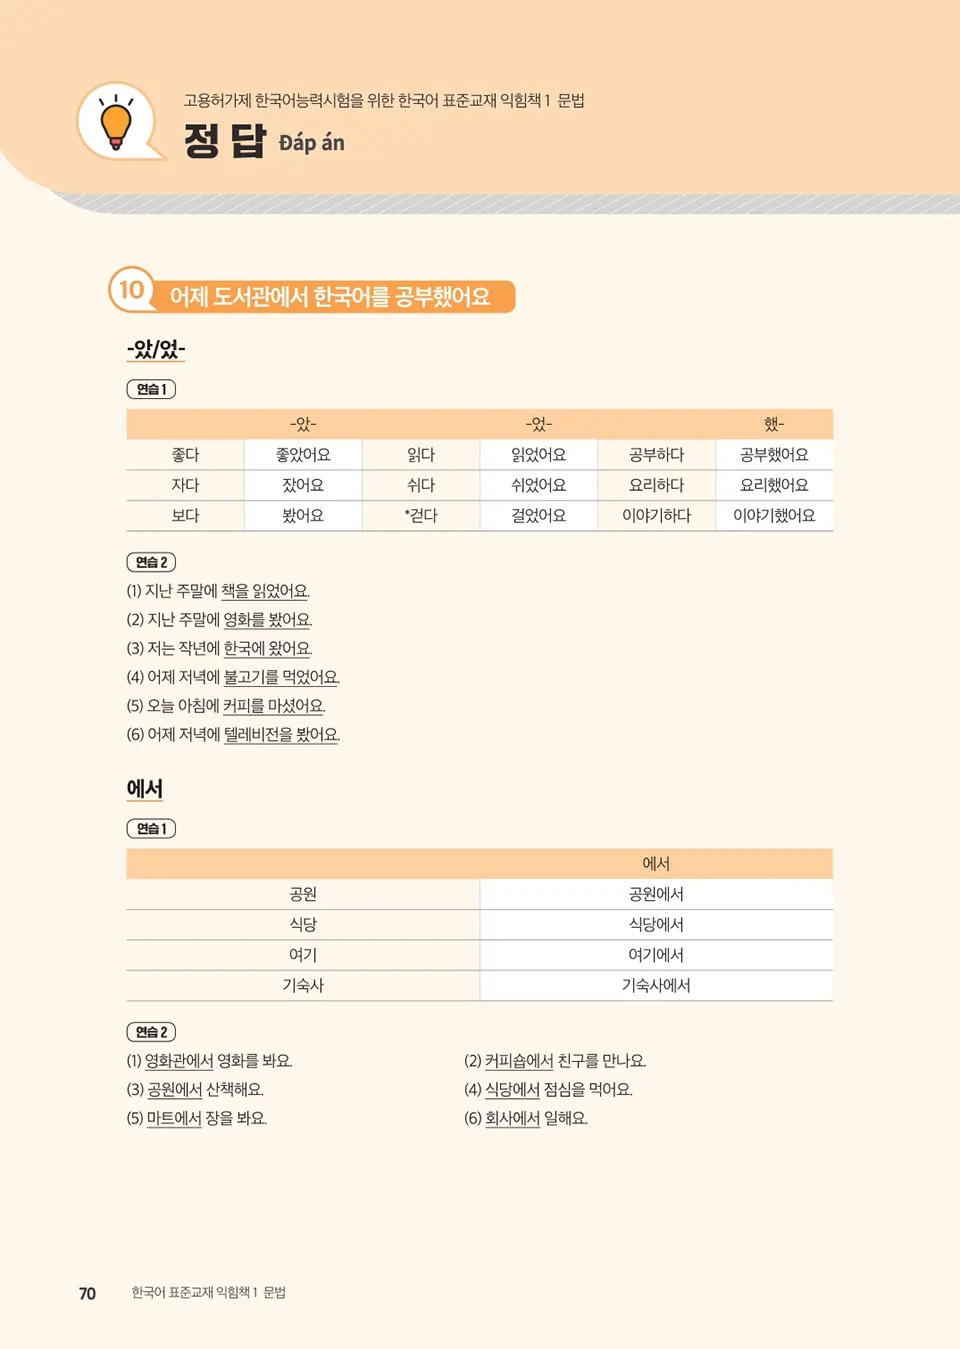 고용허가제 한국어능력시험을 위한 한국어 표준교재 익힘책 1 문법
정답 Đáp án
10 어제 도서관에서 한국어를 공부했어요
-았/었-
연습 1
-았- -었- 했-
좋다 좋았어요 읽다 읽었어요 공부하다 공부했어요
자다 잤어요 쉬다 쉬었어요 요리하다 요리했어요
보다 봤어요 *걷다 걸었어요 이야기하다 이야기했어요
연습 2
(1) 지난 주말에 책을 읽었어요.
(2) 지난 주말에 영화를 봤어요.
(3) 저는 작년에 한국에 왔어요.
(4) 어제 저녁에 불고기를 먹었어요.
(5) 오늘 아침에 커피를 마셨어요.
(6) 어제 저녁에 텔레비전을 봤어요.
에서
연습 1
에서
공원 공원에서
식당 식당에서
여기 여기에서
기숙사 기숙사에서
연습 2
(1) 영화관에서 영화를 봐요. (2) 커피숍에서 친구를 만나요.
(3) 공원에서 산책해요. (4) 식당에서 점심을 먹어요.
(5) 마트에서 장을 봐요. (6) 회사에서 일해요.
70 한국어 표준교재 익힘책 1 문법